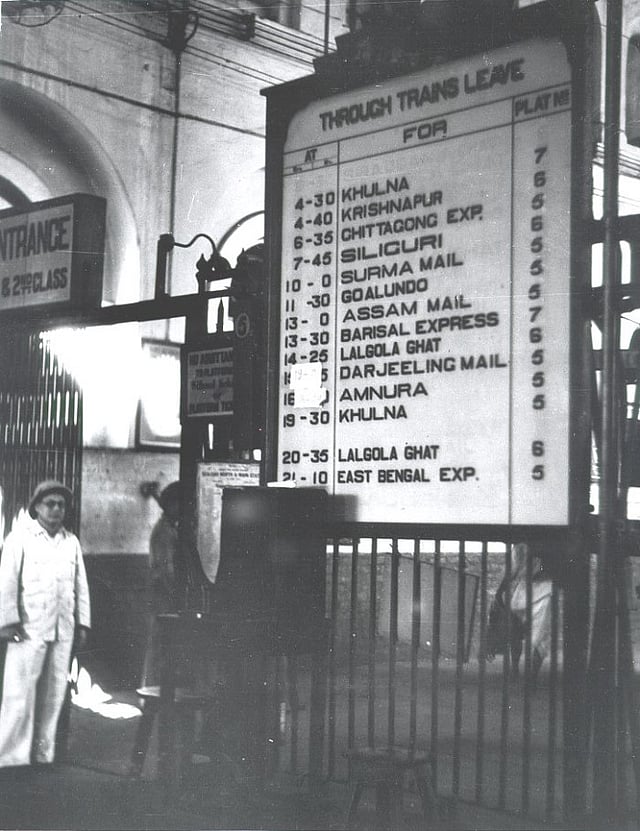 NTRANCE
& 2ND CLASS
THROUGH TRAINS LEAVE
AT FOR PLAT Nº
4-30 KHULNA 7
4-40 KRISHNAPUR 6
6-35 CHITTAGONG EXP. 5
7-45 SILIGURI 6
10-0 SURMA MAIL 5
11-30 GOALUNDO 5
13-0 ASSAM MAIL 5
13-30 BARISAL EXPRESS 7
14-25 LALGOLA GHAT 6
DARJEELING MAIL 5
AMNURA 5
19-30 KHULNA 5
20-35 LALGOLA GHAT 6
21-10 EAST BENGAL EXP. 5
5